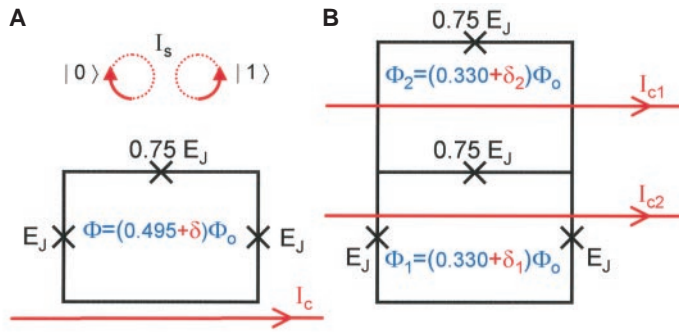 A
I_s
| 0 ⟩
| 1 ⟩
0.75 E_J
E_J
Φ=(0.495+δ)Φ_o
E_J
I_c
B
0.75 E_J
Φ_2=(0.330+δ_2)Φ_o
I_c1
0.75 E_J
I_c2
E_J
Φ_1=(0.330+δ_1)Φ_o
E_J